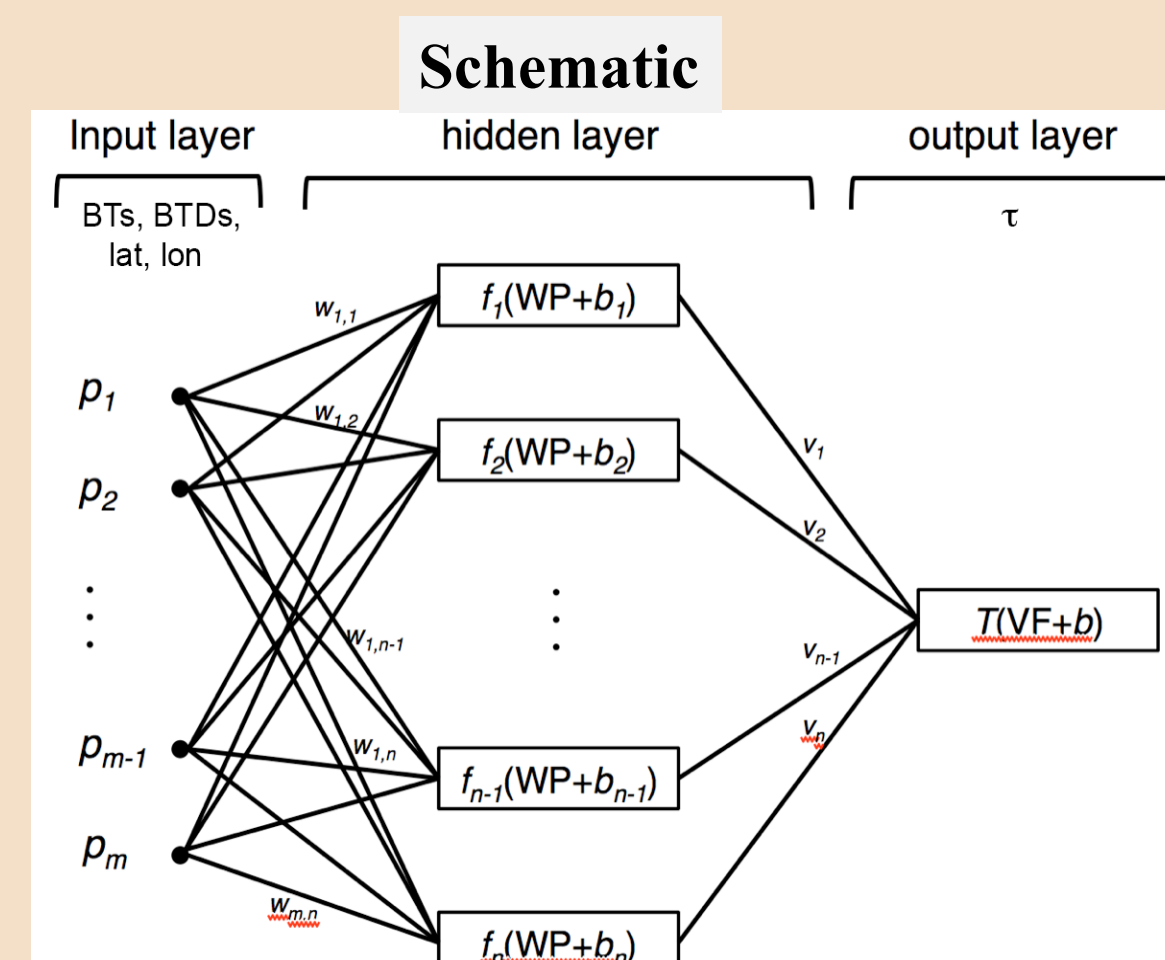 Schematic
Input layer
hidden layer
output layer
BTs, BTDs,
lat, lon
τ
w1,1
f1(WP+b1)
p1
w1,2
f2(WP+b2)
v1
p2
v2
T(VF+b)
w1,n-1
vn-1
pm-1
w1,n
vn
fn-1(WP+bn-1)
pm
wm.n
fn(WP+bn)